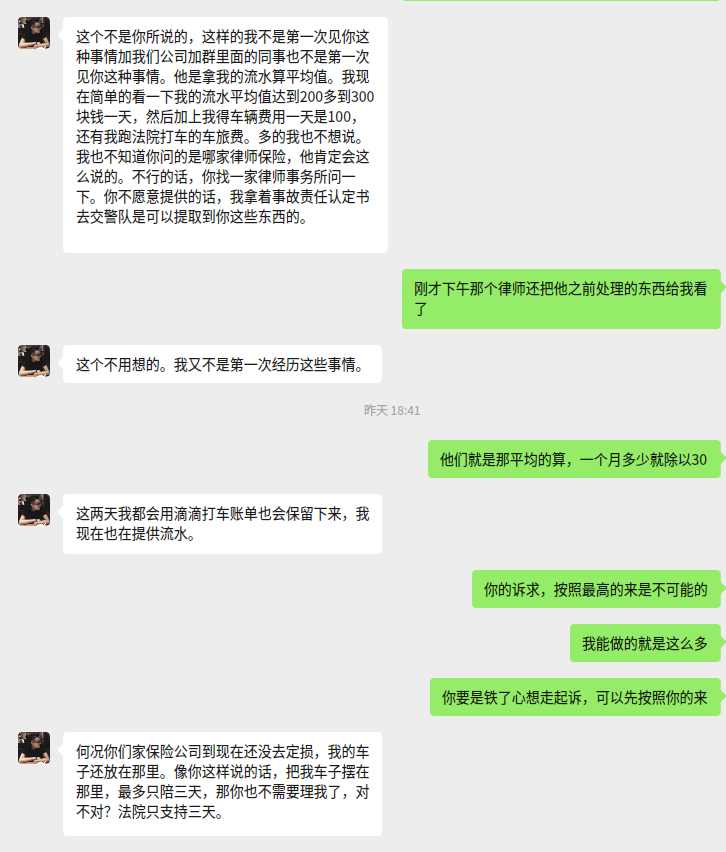 这个不是你所说的，这样的我不是第一次见你这
种事情加我们公司加群里面的同事也不是第一次
见你这种事情。他是拿我的流水算平均值。我现
在简单的看一下我的流水平均值达到200多到300
块钱一天，然后加上我得车辆费用一天是100，
还有我跑法院打车的车旅费。多的我也不想说。
我也不知道你问的是哪家律师保险，他肯定会这
么说的。不行的话，你找一家律师事务所问一
下。你不愿意提供的话，我拿着事故责任认定书
去交警队是可以提取到你这些东西的。
刚才下午那个律师还把他之前处理的东西给我看
了
这个不用想的。我又不是第一次经历这些事情。
昨天 18:41
他们就是那平均的算，一个月多少就除以30
这两天我都会用滴滴打车账单也会保留下来，我
现在也在提供流水。
你的诉求，按照最高的来是不可能的
我能做的就是这么多
你要是铁了心想走起诉，可以先按照你的来
何况你们家保险公司到现在还没去定损，我的车
子还放在那里。像你这样说的话，把我车子摆在
那里，最多只陪三天，那你也不需要理我了，对
不对？法院只支持三天。